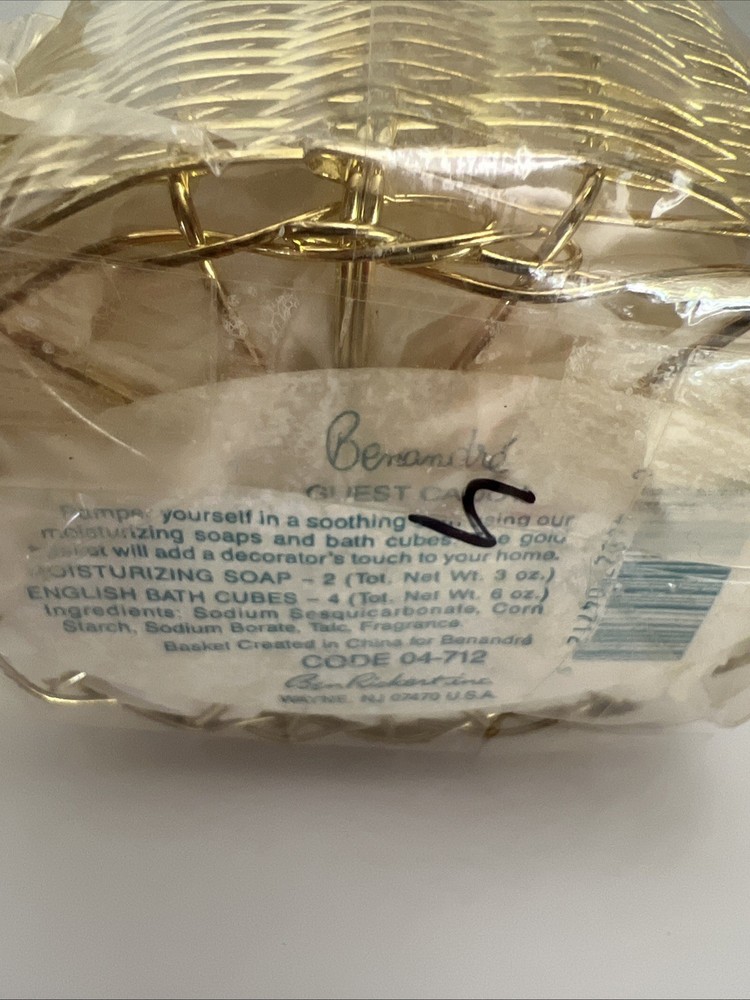 Benandré
GUEST
Pamper yourself in a soothing using our
moisturizing soaps and bath cubes. gold
will add a decorator's touch to your home.
MOISTURIZING SOAP – 2 (Tot. Net Wt. 3 oz.)
ENGLISH BATH CUBES – 4 (Tot. Net Wt. 6 oz.)
Ingredients: Sodium Sesquicarbonate, Corn
Starch, Sodium Borate, Talc, Fragrance.
Basket Created in China for Benandré
CODE 04-712
Ben Rickert inc.
WAYNE, NJ 07470 U.S.A.